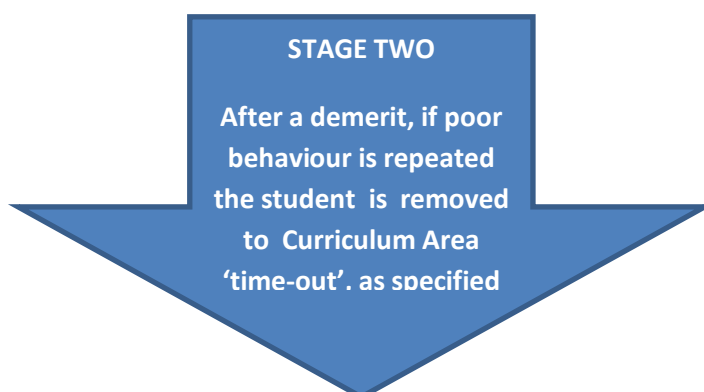 STAGE TWO
After a demerit, if poor
behaviour is repeated
the student is removed
to Curriculum Area
‘time-out’, as specified